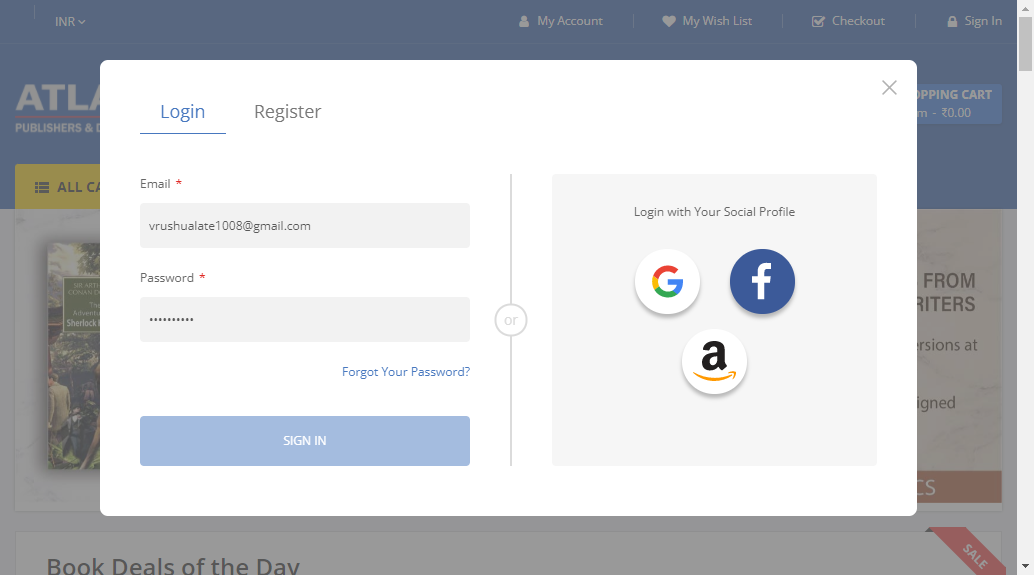 INR
My Account
My Wish List
Checkout
Sign In
PUBLISHERS &
OPPING CART
- ₹0.00
ALL
Login
Register
Email *
vrushualate1008@gmail.com
Password *
••••••••••
Forgot Your Password?
SIGN IN
or
Login with Your Social Profile
FROM
RITERS
ersions at
igned
CS
Sherlock
Book Deals of the Day
SALE